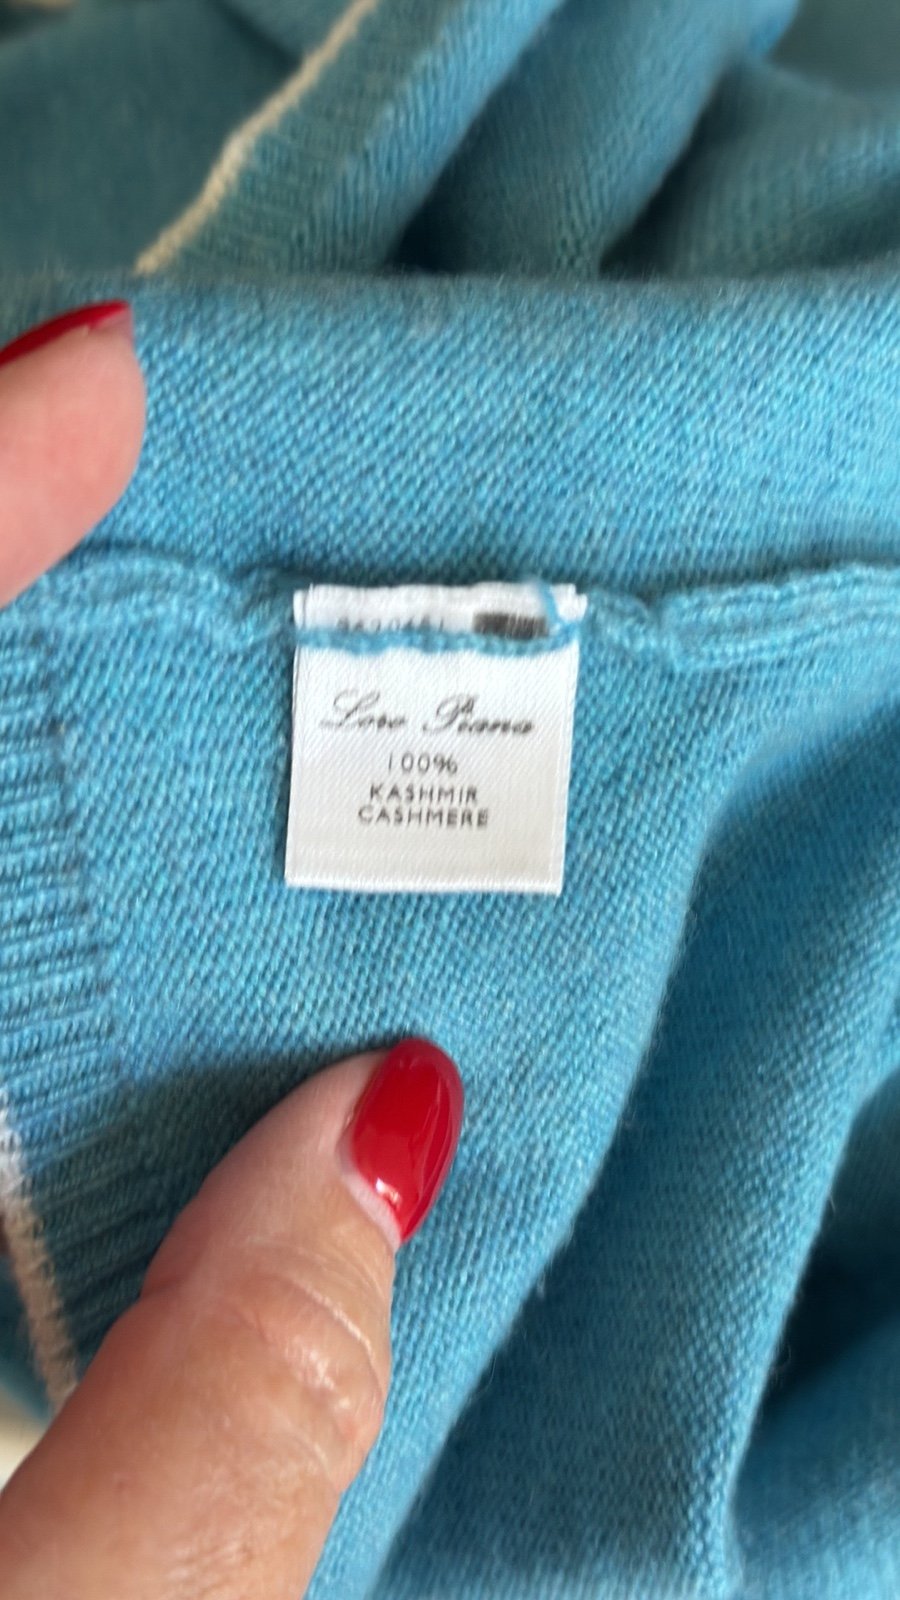 Loro Piana
100%
KASHMIR
CASHMERE